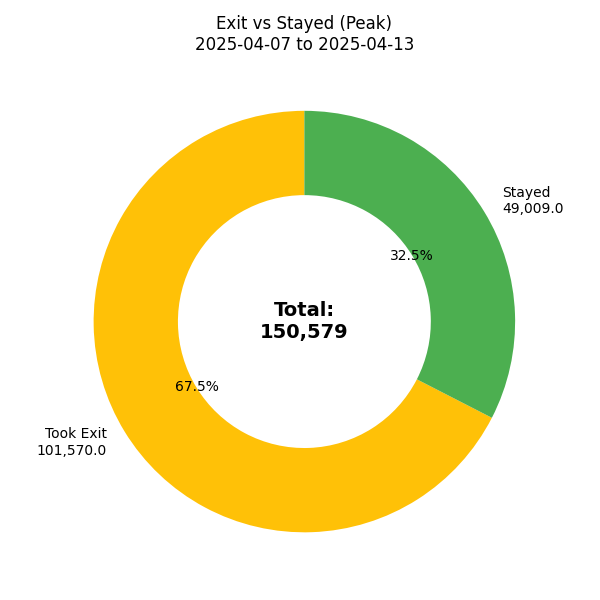 Exit vs Stayed (Peak)
2025-04-07 to 2025-04-13
Stayed
49,009.0
32.5%
Total:
150,579
67.5%
Took Exit
101,570.0